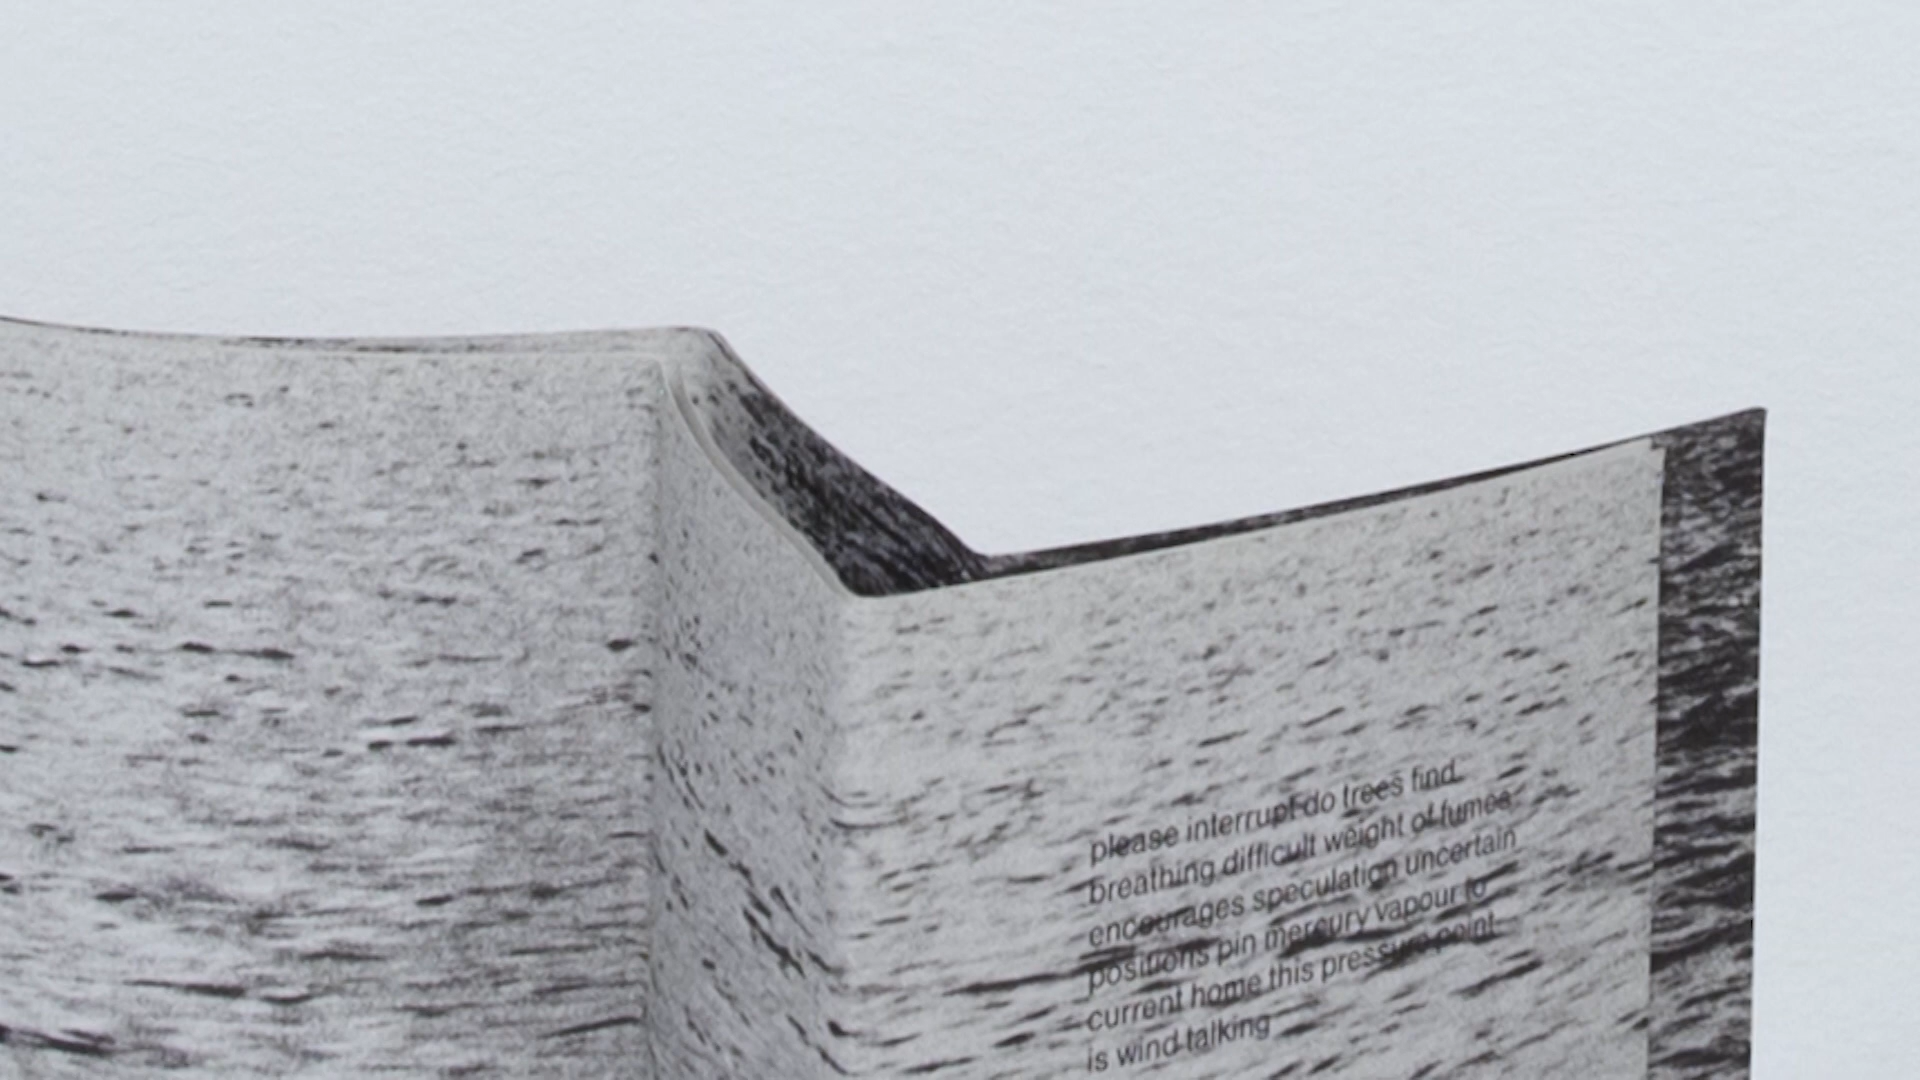 please interrupt do trees find
breathing difficult weight of fumes
encourages speculation uncertain
positions pin mercury vapour to
current home this pressure point
is wind talking